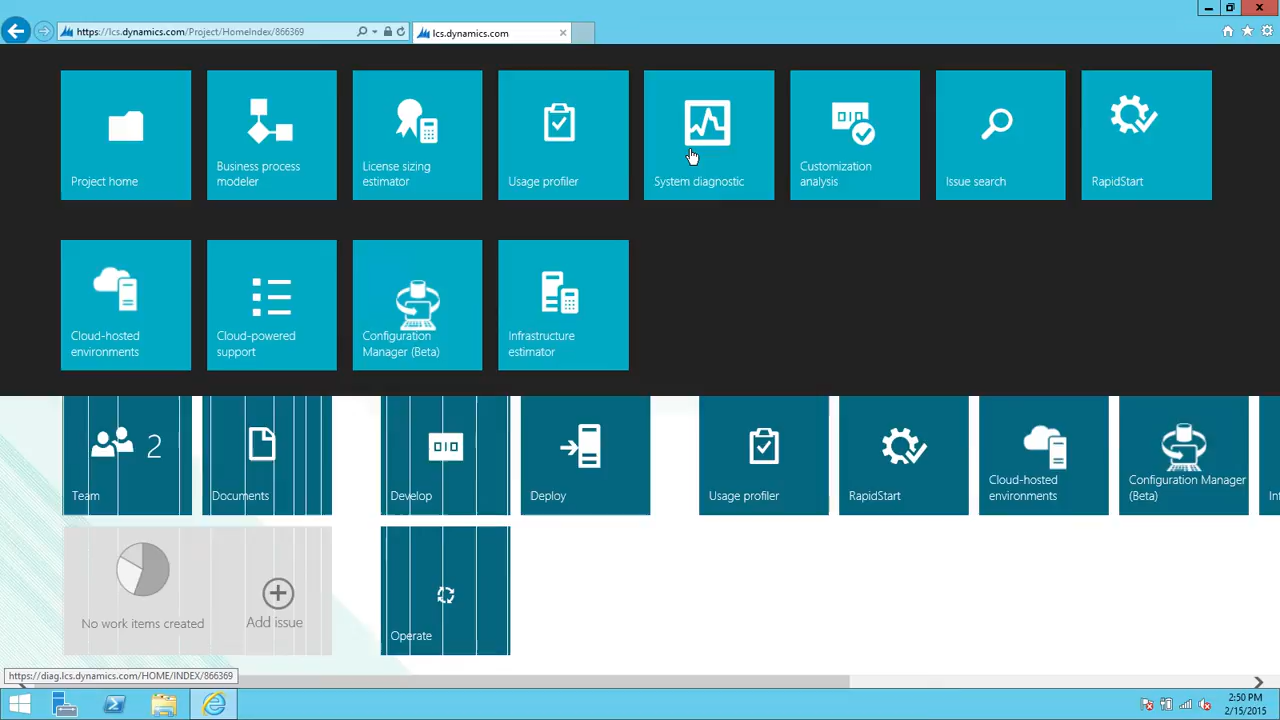 https://lcs.dynamics.com/Project/HomeIndex/866369
lcs.dynamics.com
Project home
Business process
modeler
License sizing
estimator
Usage profiler
System diagnostic
Customization
analysis
Issue search
RapidStart
Cloud-hosted
environments
Cloud-powered
support
Configuration
Manager (Beta)
Infrastructure
estimator
2
Team
Documents
Develop
Deploy
Usage profiler
RapidStart
Cloud-hosted
environments
Configuration Manager
(Beta)
No work items created
Add issue
Operate
https://diag.lcs.dynamics.com/HOME/INDEX/866369
2:50 PM
2/15/2015